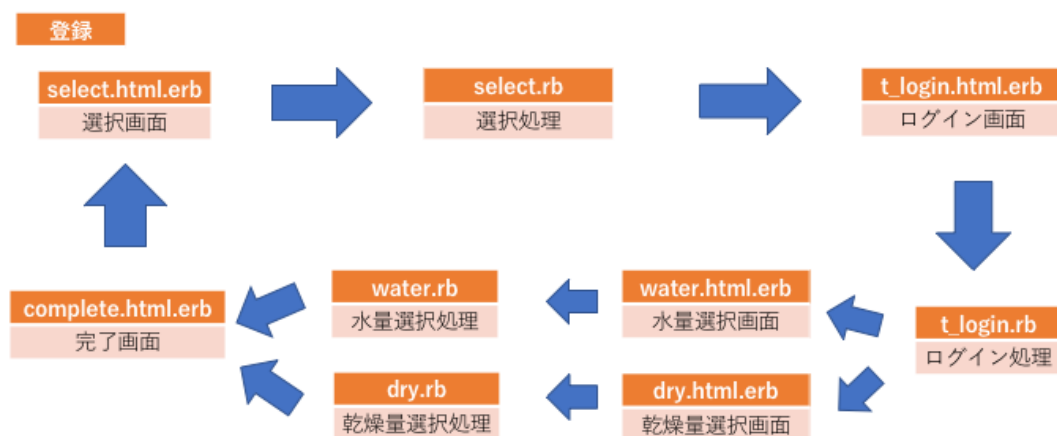 登録
select.html.erb
選択画面
select.rb
選択処理
t_login.html.erb
ログイン画面
t_login.rb
ログイン処理
water.html.erb
水量選択画面
water.rb
水量選択処理
dry.html.erb
乾燥量選択画面
dry.rb
乾燥量選択処理
complete.html.erb
完了画面